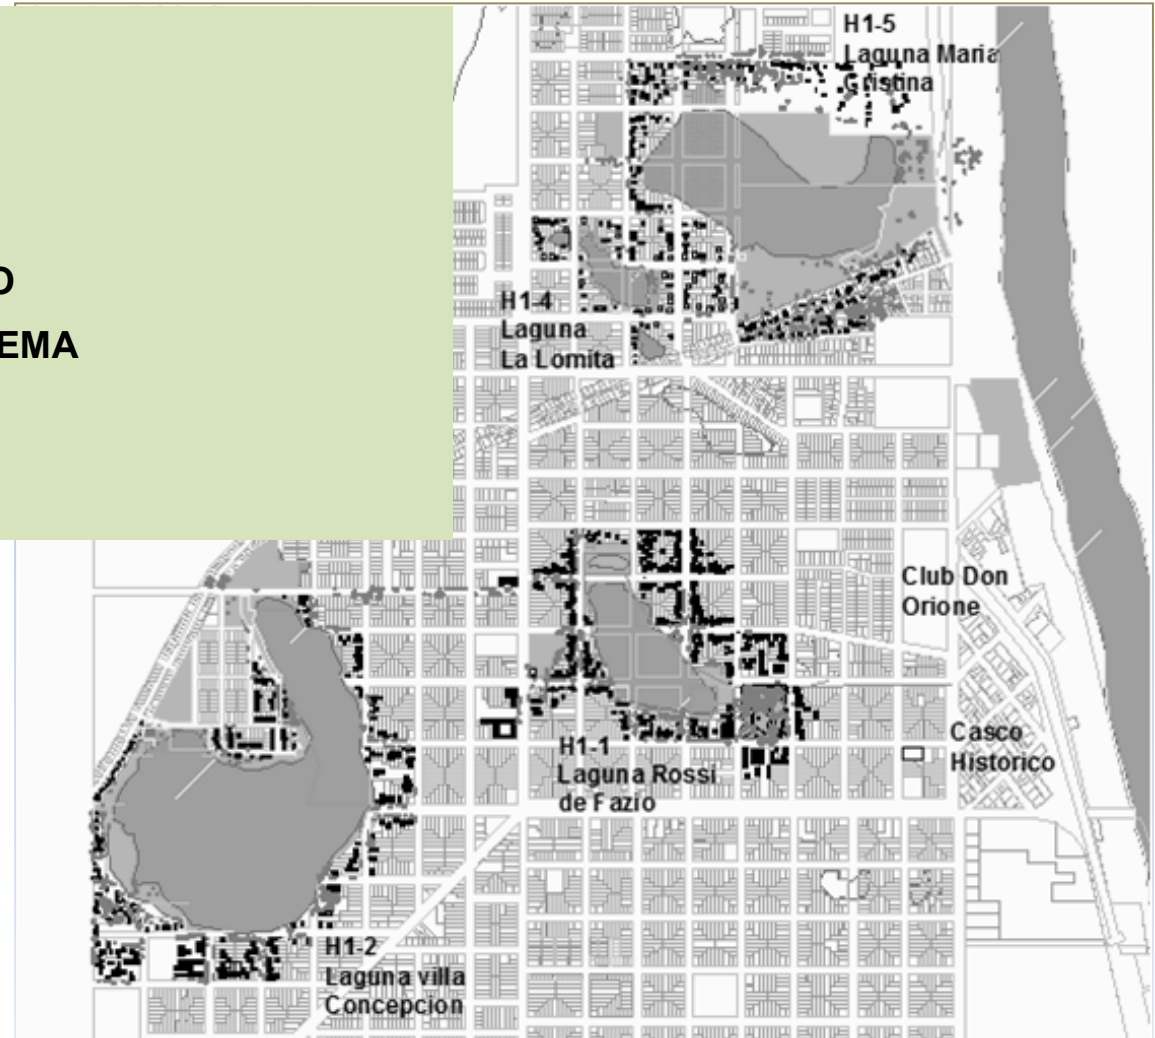 H1-5
Laguna Maria
Cristina
O
EMA
H1-4
Laguna
La Lomita
Club Don
Orione
Casco
Historico
H1-1
Laguna Rossi
de Fazio
H1-2
Laguna villa
Concepcion